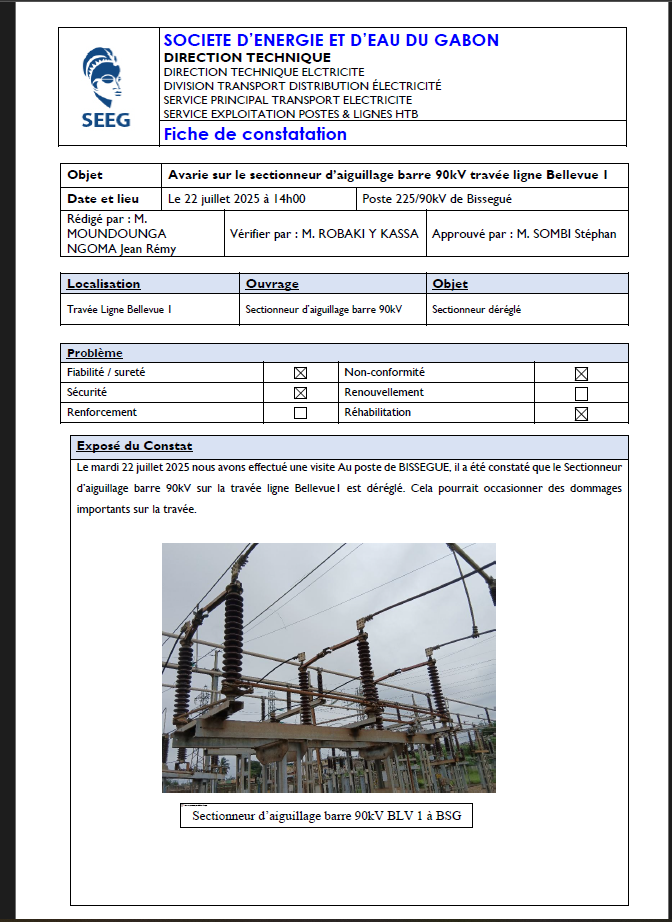 SEEG
SOCIETE D'ENERGIE ET D'EAU DU GABON
DIRECTION TECHNIQUE
DIRECTION TECHNIQUE ELCTRICITE
DIVISION TRANSPORT DISTRIBUTION ÉLECTRICITÉ
SERVICE PRINCIPAL TRANSPORT ELECTRICITE
SERVICE EXPLOITATION POSTES & LIGNES HTB
Fiche de constatation
Objet Avarie sur le sectionneur d'aiguillage barre 90kV travée ligne Bellevue 1
Date et lieu Le 22 juillet 2025 à 14h00 Poste 225/90kV de Bissegué
Rédigé par : M.
MOUNDOUNGA
NGOMA Jean Rémy
Vérifier par : M. ROBAKI Y KASSA
Approuvé par : M. SOMBI Stéphan
Localisation Ouvrage Objet
Travée Ligne Bellevue 1 Sectionneur d'aiguillage barre 90kV Sectionneur déréglé
Problème
Fiabilité / sureté ☒ Non-conformité ☒
Sécurité ☒ Renouvellement ☐
Renforcement ☐ Réhabilitation ☒
Exposé du Constat
Le mardi 22 juillet 2025 nous avons effectué une visite Au poste de BISSEGUE, il a été constaté que le Sectionneur
d'aiguillage barre 90kV sur la travée ligne Bellevue1 est déréglé. Cela pourrait occasionner des dommages
importants sur la travée.
Sectionneur d'aiguillage barre 90kV BLV 1 à BSG